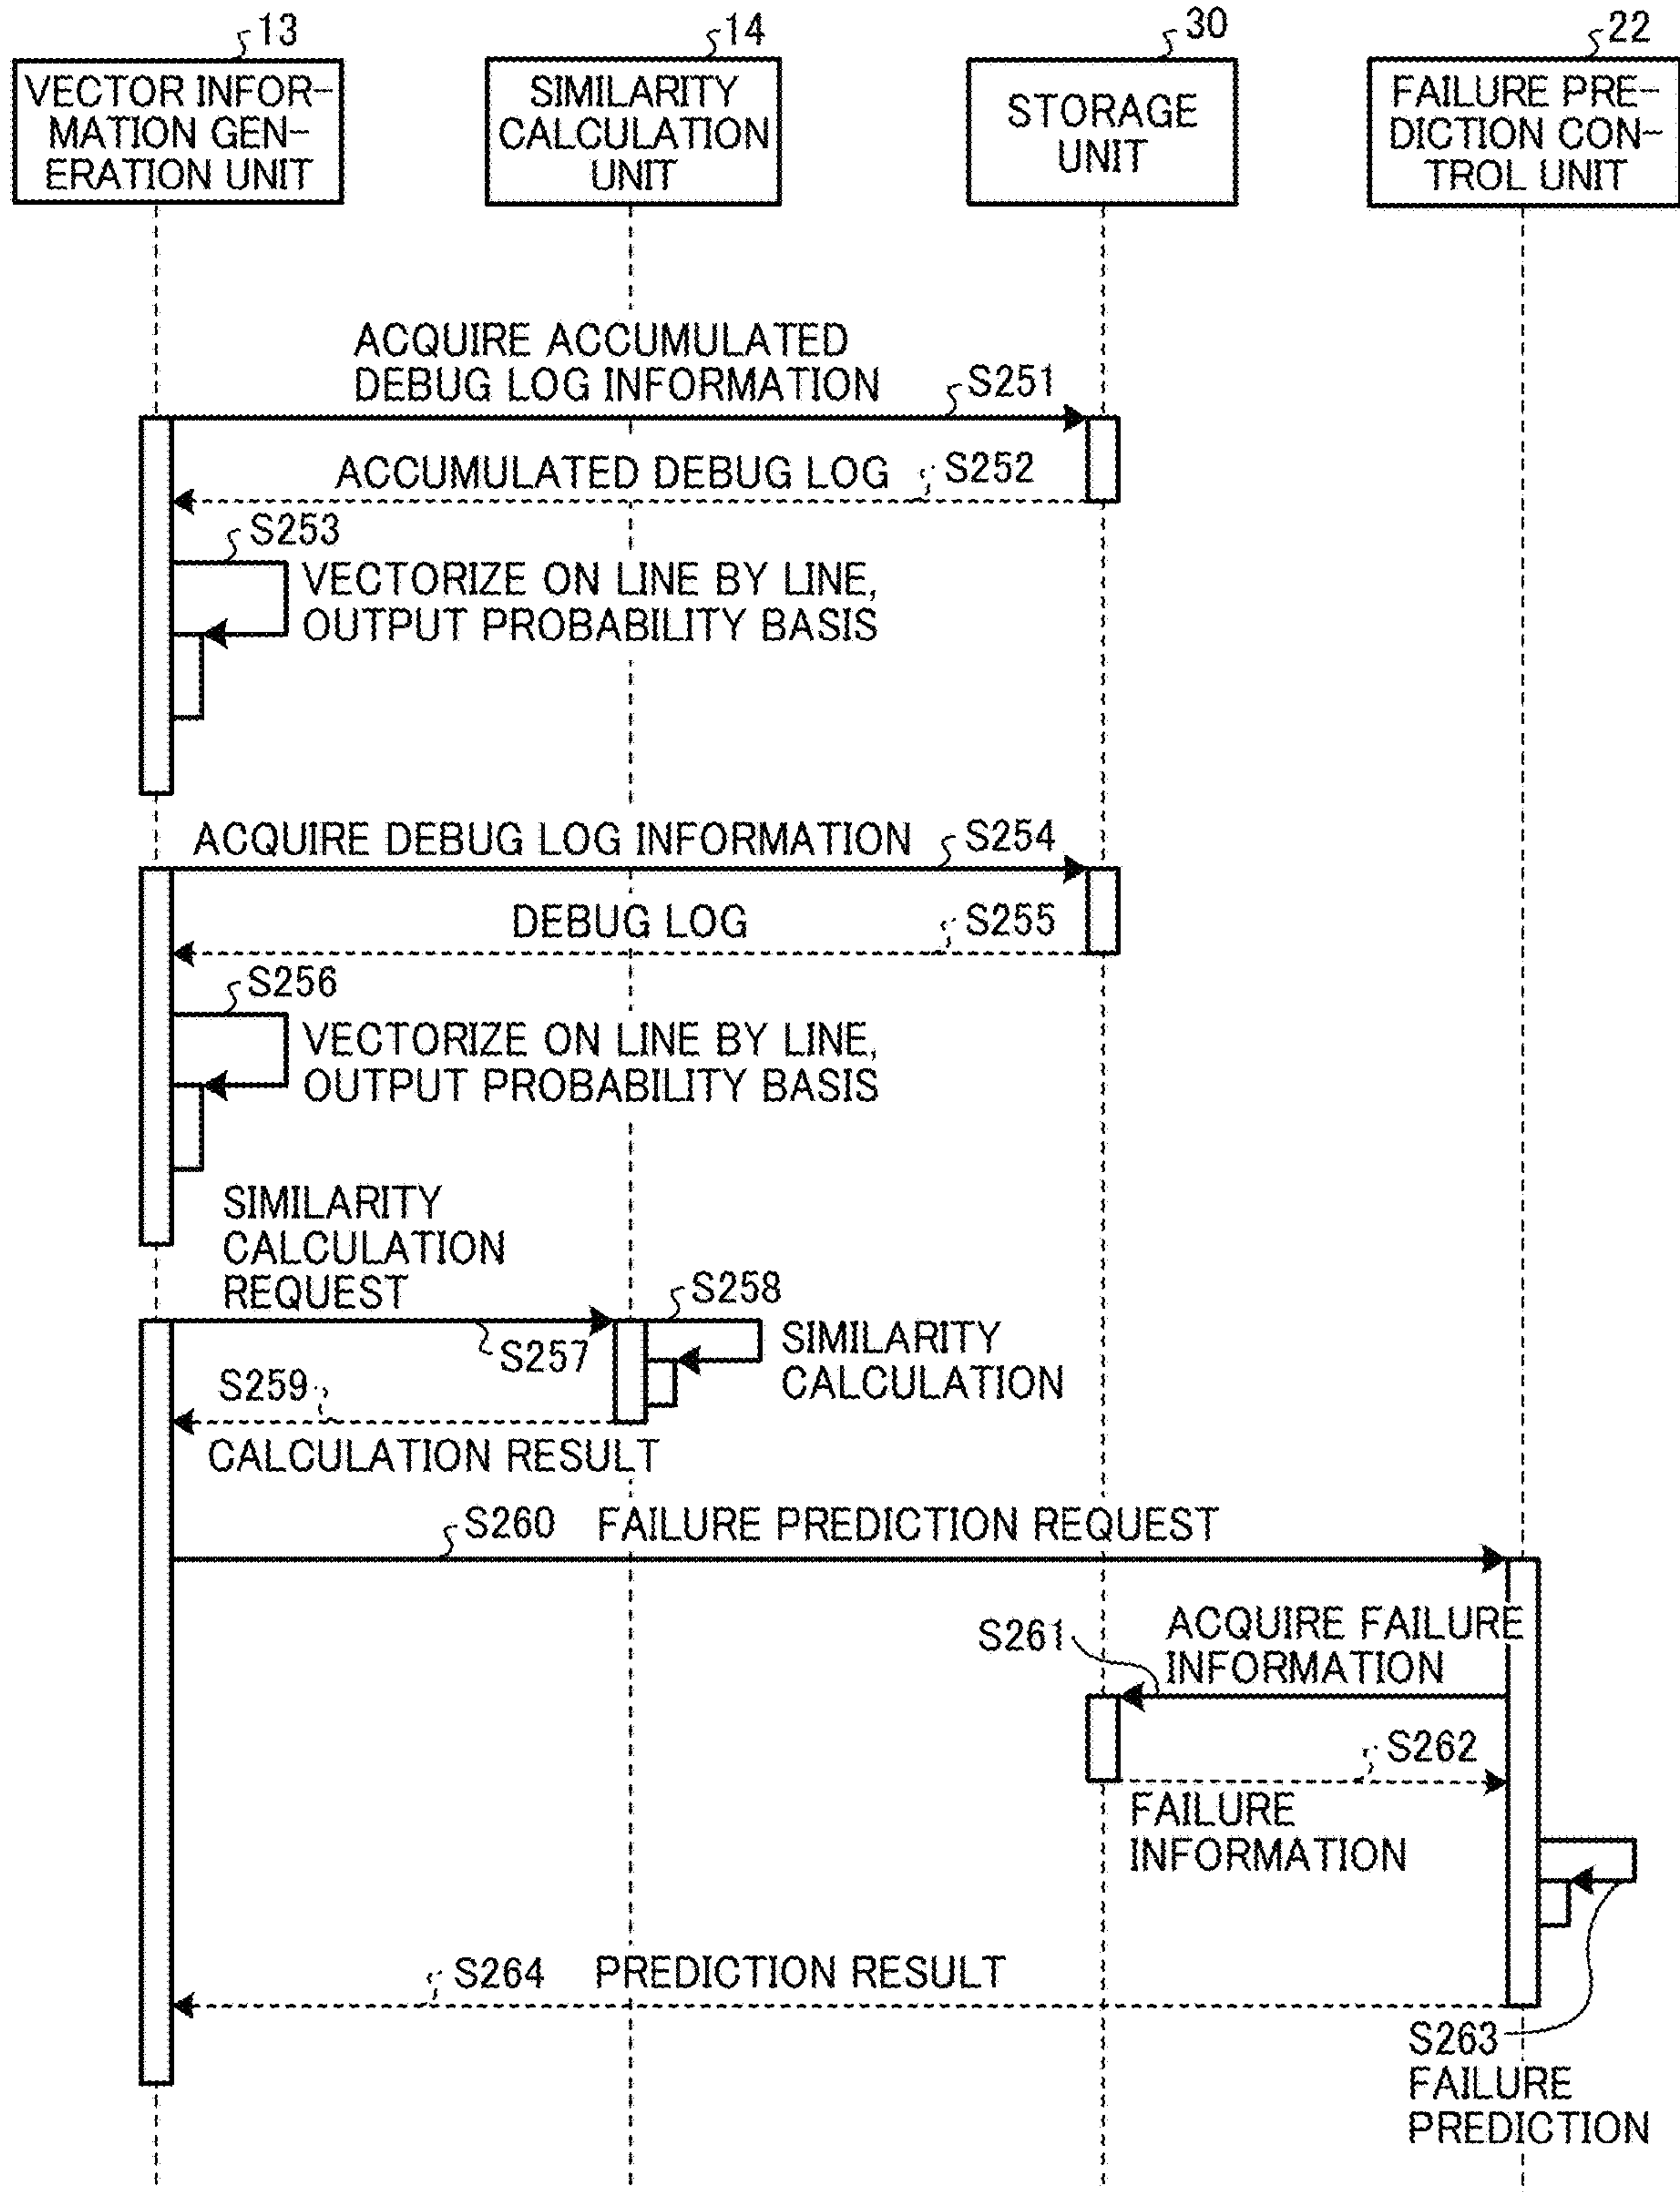 13
14
30
22
VECTOR INFOR-
MATION GEN-
ERATION UNIT
SIMILARITY
CALCULATION
UNIT
STORAGE
UNIT
FAILURE PRE-
DICTION CON-
TROL UNIT
ACQUIRE ACCUMULATED
DEBUG LOG INFORMATION
S251
ACCUMULATED DEBUG LOG
S252
S253
VECTORIZE ON LINE BY LINE,
OUTPUT PROBABILITY BASIS
ACQUIRE DEBUG LOG INFORMATION
S254
DEBUG LOG
S255
S256
VECTORIZE ON LINE BY LINE,
OUTPUT PROBABILITY BASIS
SIMILARITY
CALCULATION
REQUEST
S257
S258
SIMILARITY
CALCULATION
S259
CALCULATION RESULT
S260
FAILURE PREDICTION REQUEST
S261
ACQUIRE FAILURE
INFORMATION
S262
FAILURE
INFORMATION
S264
PREDICTION RESULT
S263
FAILURE
PREDICTION